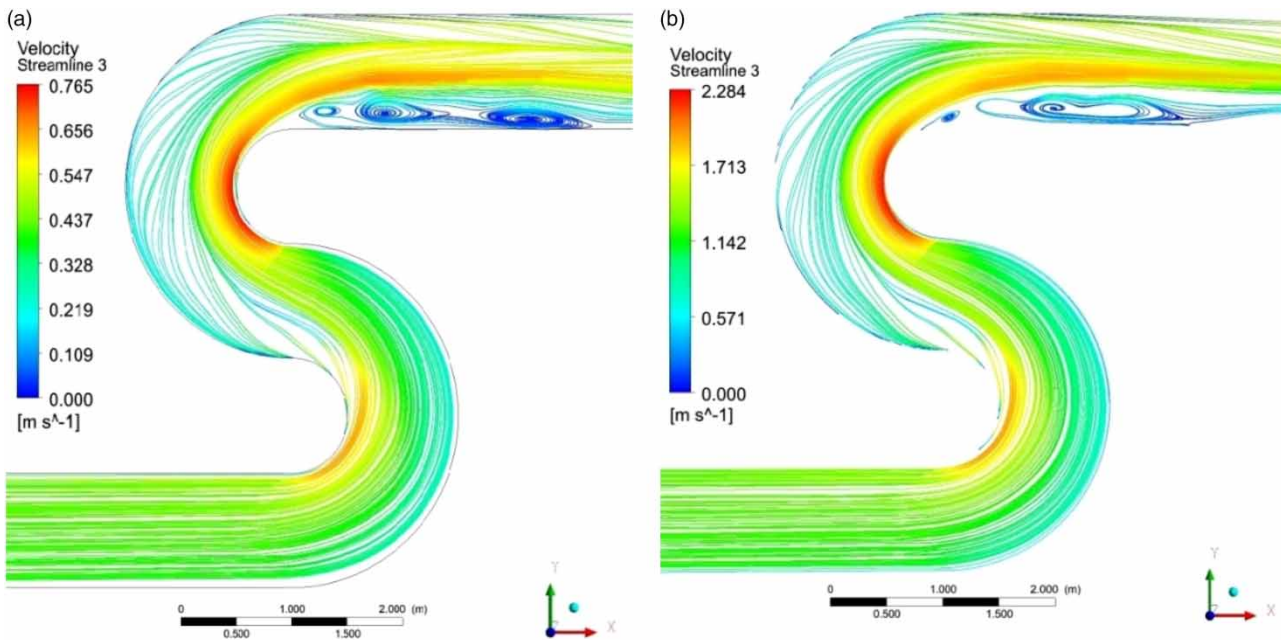 (a)
Velocity
Streamline 3
0.765
0.656
0.547
0.437
0.328
0.219
0.109
0.000
[m s^-1]
0 1.000 2.000 (m)
0.500 1.500
Y
X
(b)
Velocity
Streamline 3
2.284
1.713
1.142
0.571
0.000
[m s^-1]
0 1.000 2.000 (m)
0.500 1.500
Y
X